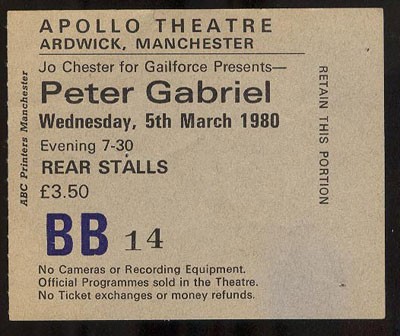 APOLLO THEATRE
ARDWICK, MANCHESTER
Jo Chester for Gailforce Presents—
Peter Gabriel
Wednesday, 5th March 1980
Evening 7-30
REAR STALLS
£3.50
BB 14
No Cameras or Recording Equipment.
Official Programmes sold in the Theatre.
No Ticket exchanges or money refunds.
ABC Printers Manchester
RETAIN THIS PORTION